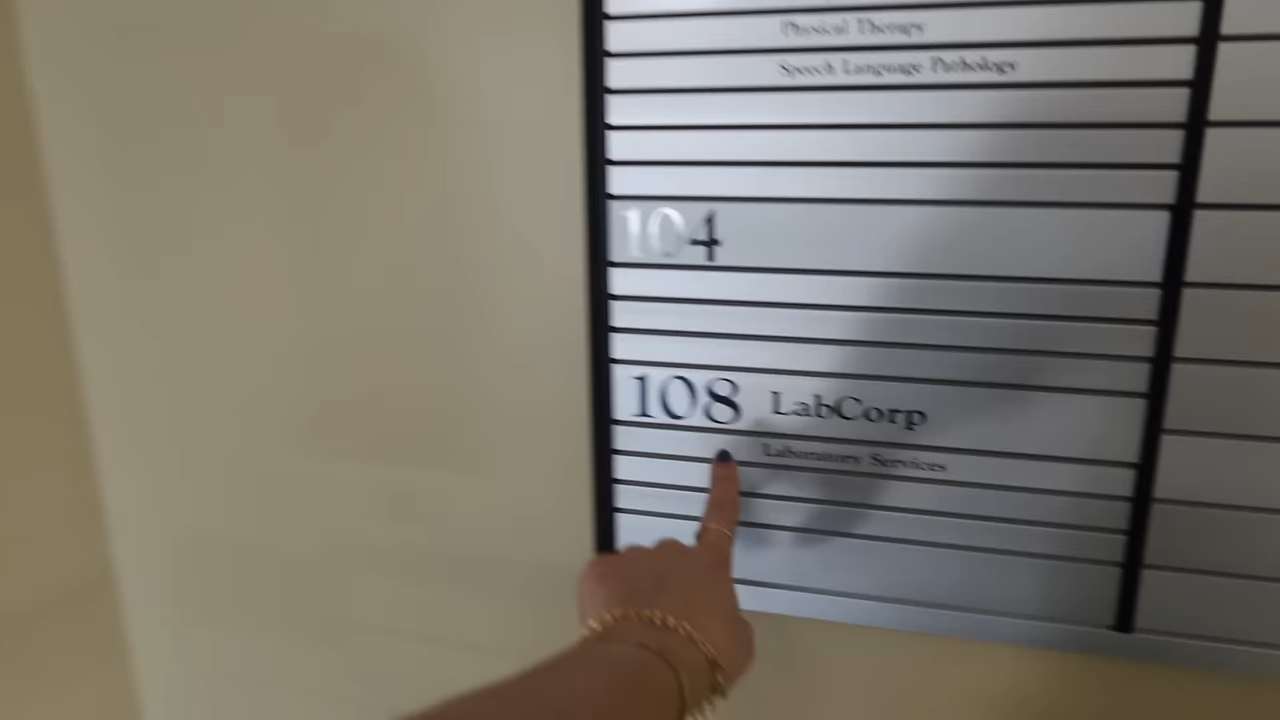 Physical Therapy
Speech Language Pathology
104
108 LabCorp
Laboratory Services